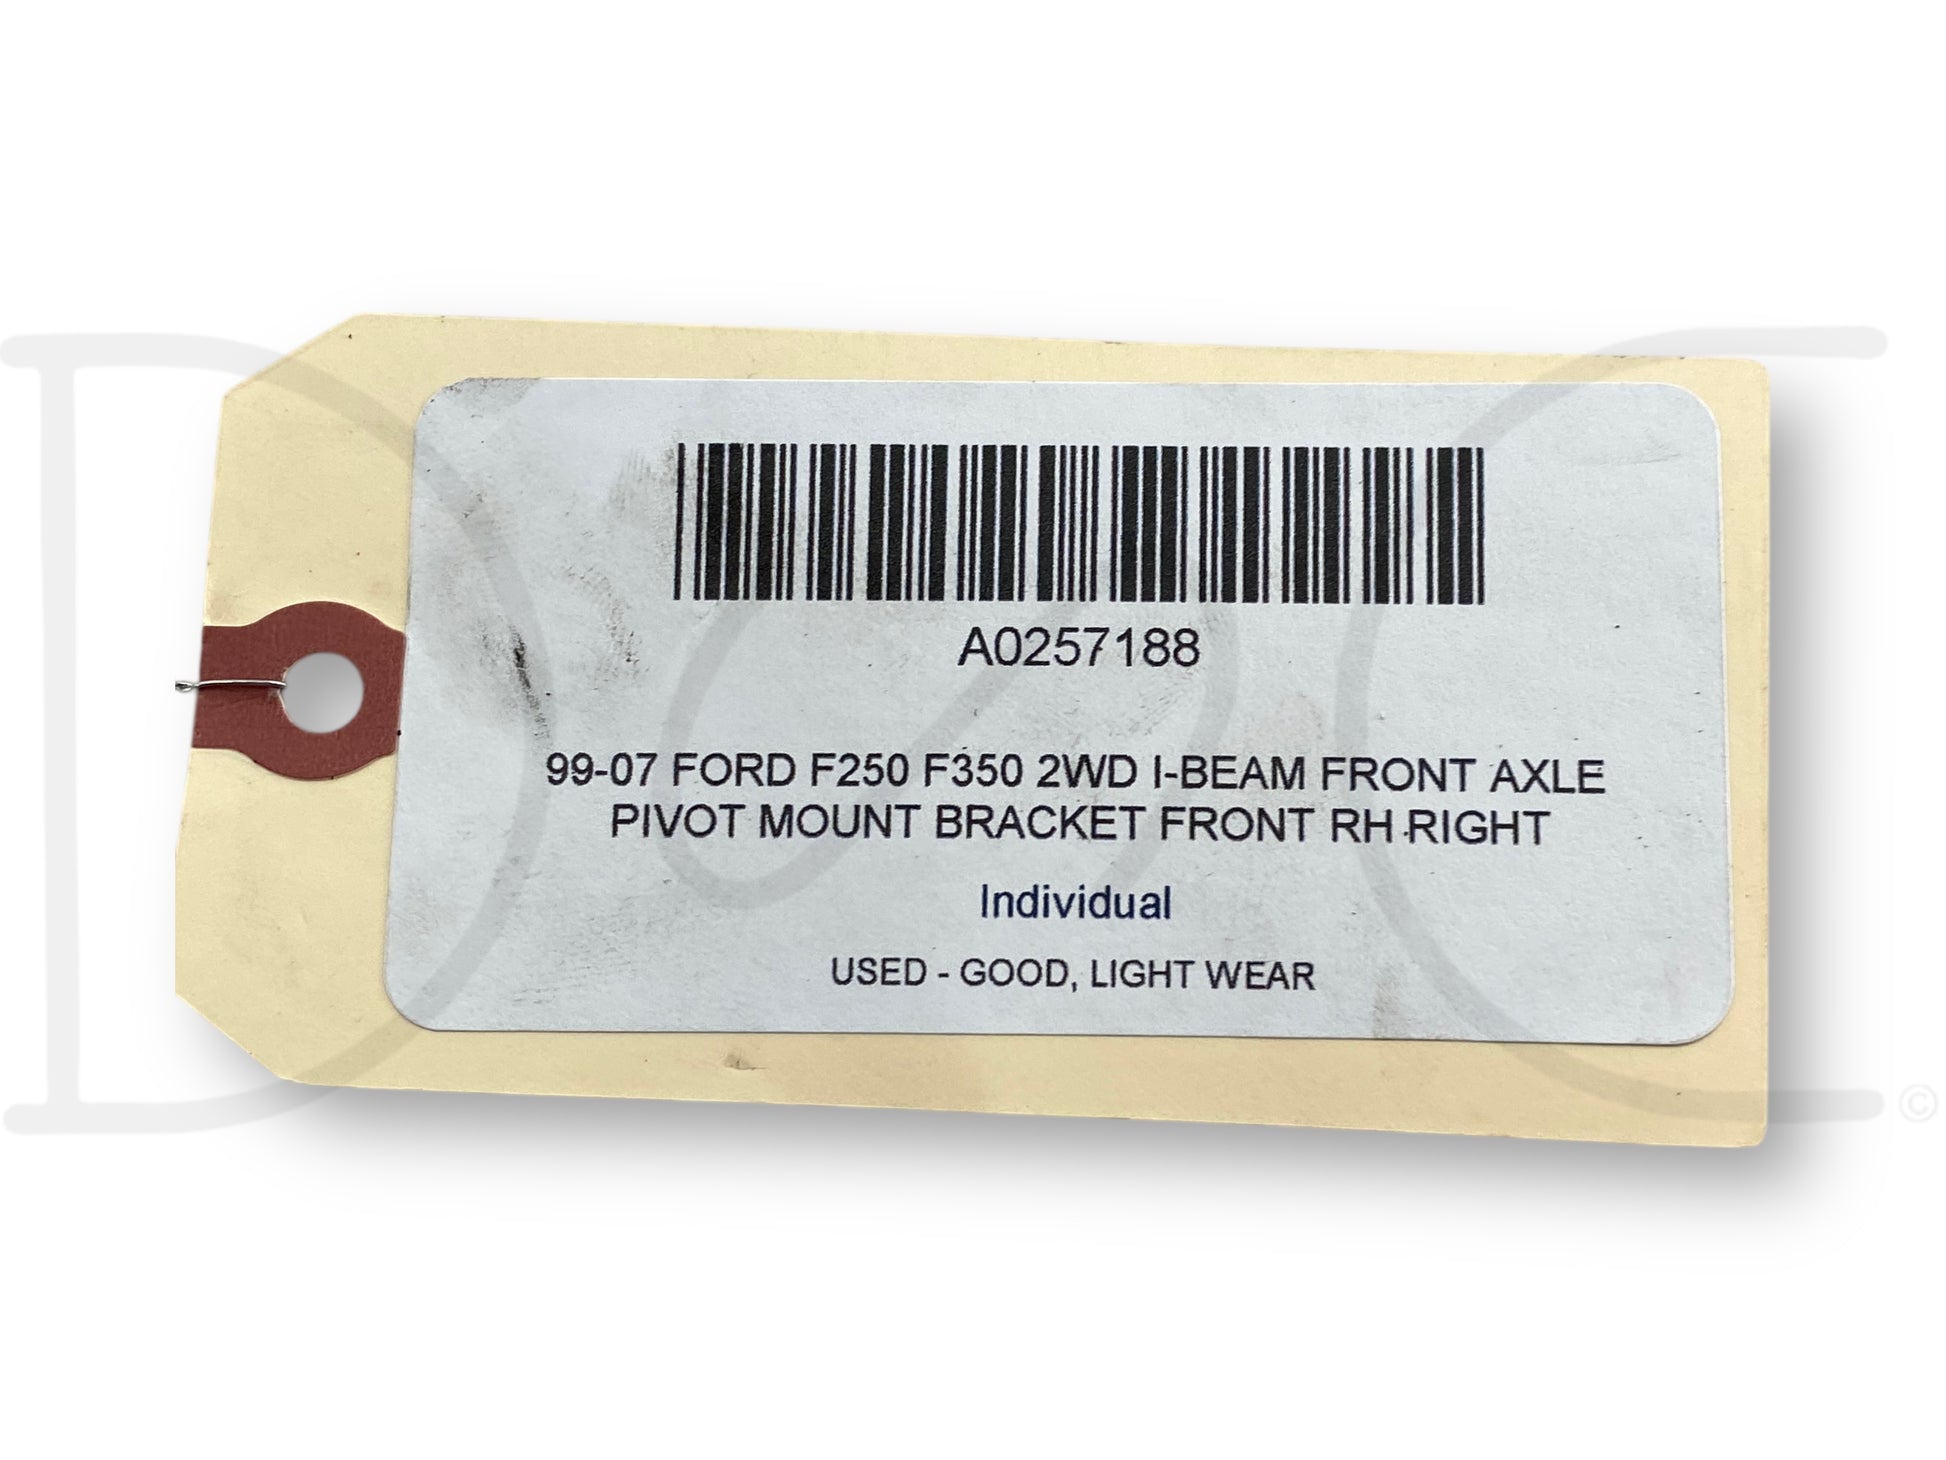 A0257188
99-07 FORD F250 F350 2WD I-BEAM FRONT AXLE
PIVOT MOUNT BRACKET FRONT RH RIGHT
Individual
USED - GOOD, LIGHT WEAR
©